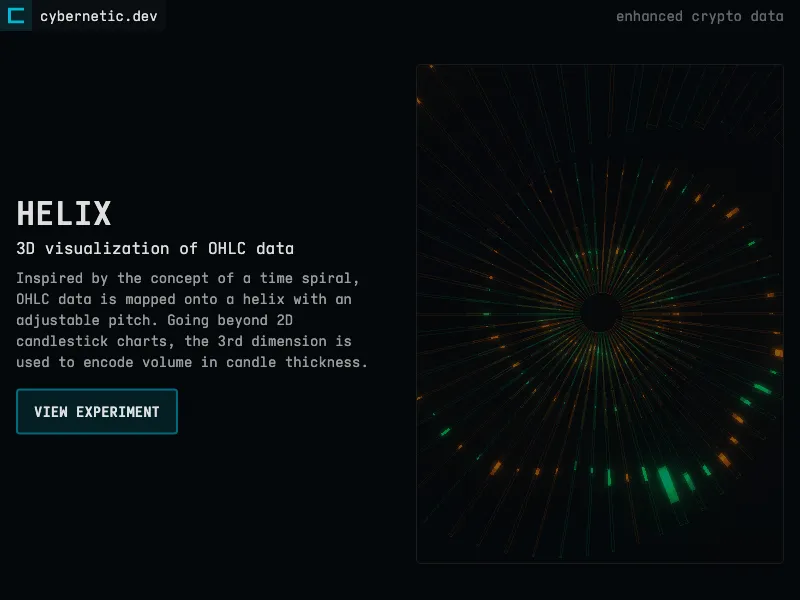 cybernetic.dev
enhanced crypto data
HELIX
3D visualization of OHLC data
Inspired by the concept of a time spiral,
OHLC data is mapped onto a helix with an
adjustable pitch. Going beyond 2D
candlestick charts, the 3rd dimension is
used to encode volume in candle thickness.
VIEW EXPERIMENT